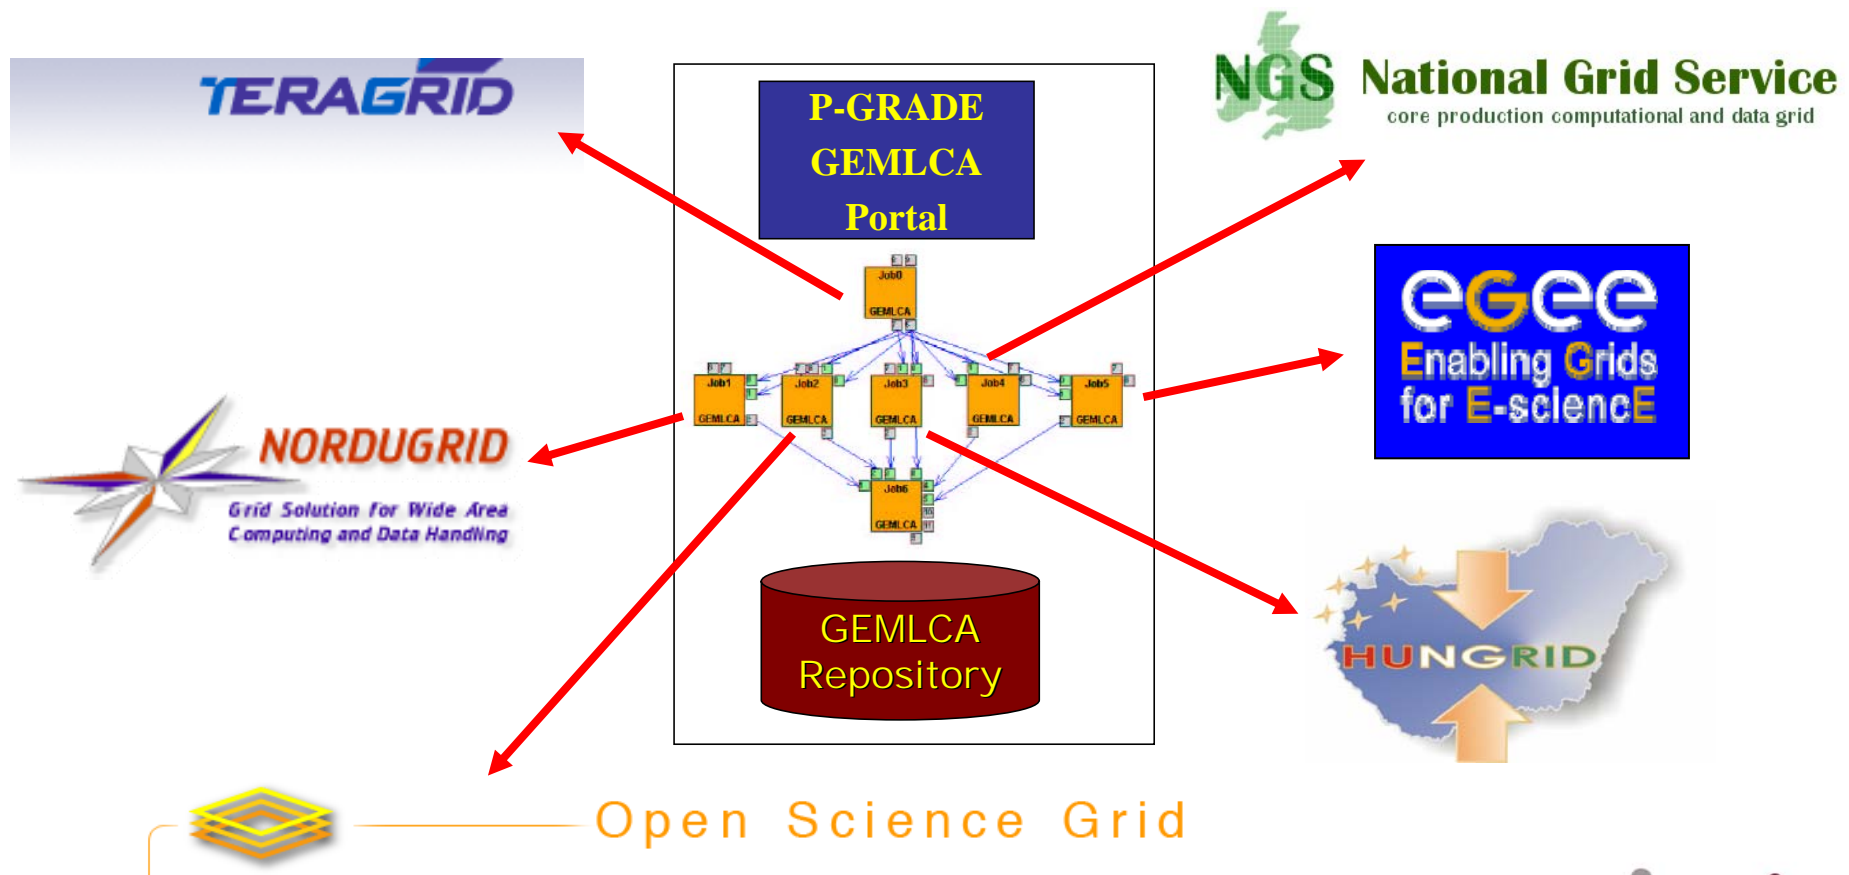 TERAGRID
P-GRADE
GEMLCA
Portal
NGS National Grid Service
core production computational and data grid
Job0
GEMLCA
egee
Enabling Grids
for E-sciencE
Job1
GEMLCA
Job2
GEMLCA
Job3
GEMLCA
Job4
GEMLCA
Job5
GEMLCA
NORDUGRID
Grid Solution for Wide Area
Computing and Data Handling
Job6
GEMLCA
GEMLCA
Repository
HUNGRID
Open Science Grid